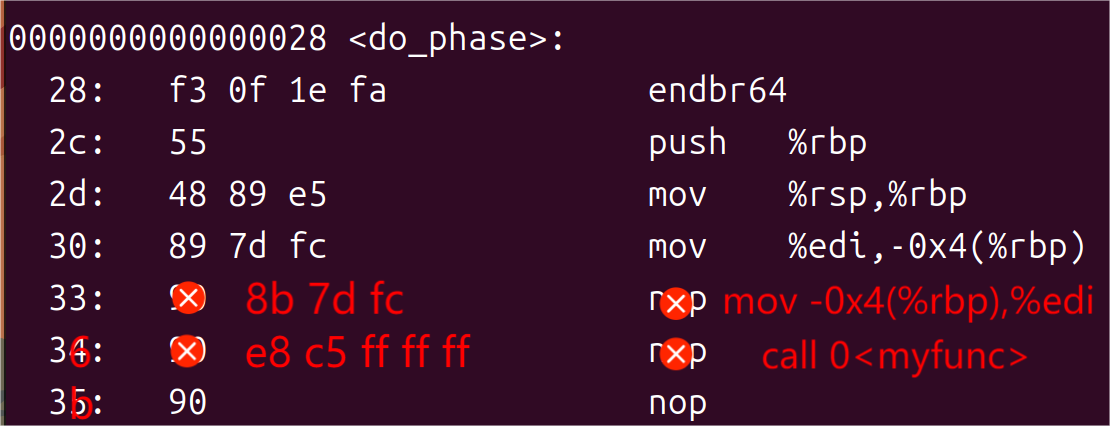 0000000000000028 <do_phase>:
28: f3 0f 1e fa endbr64
2c: 55 push %rbp
2d: 48 89 e5 mov %rsp,%rbp
30: 89 7d fc mov %edi,-0x4(%rbp)
33: 8b 7d fc mov -0x4(%rbp),%edi
36 e8 c5 ff ff ff call 0<myfunc>
3b 90 nop